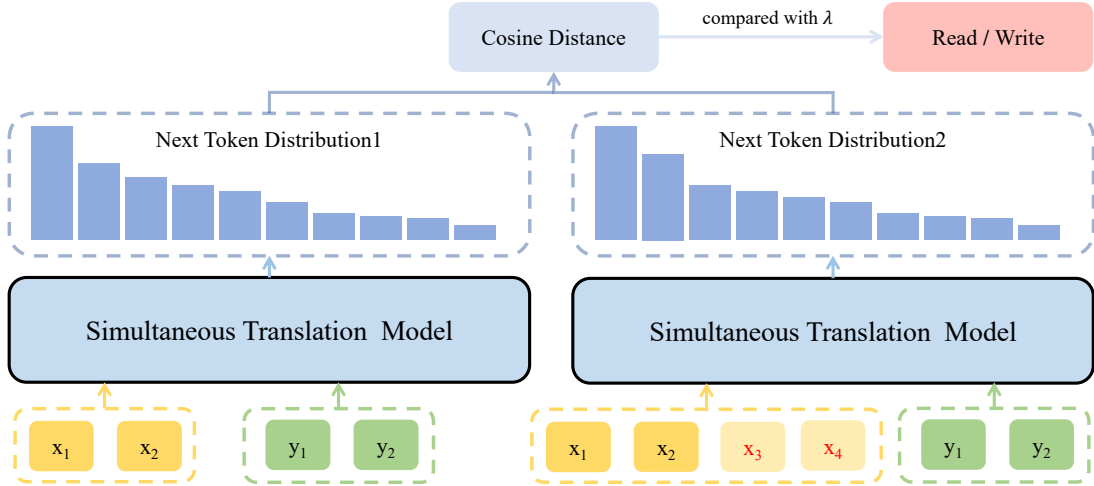 Cosine Distance
compared with λ
Read / Write
Next Token Distribution1
Next Token Distribution2
Simultaneous Translation Model
Simultaneous Translation Model
x₁ x₂ y₁ y₂ x₁ x₂ x₃ x₄ y₁ y₂